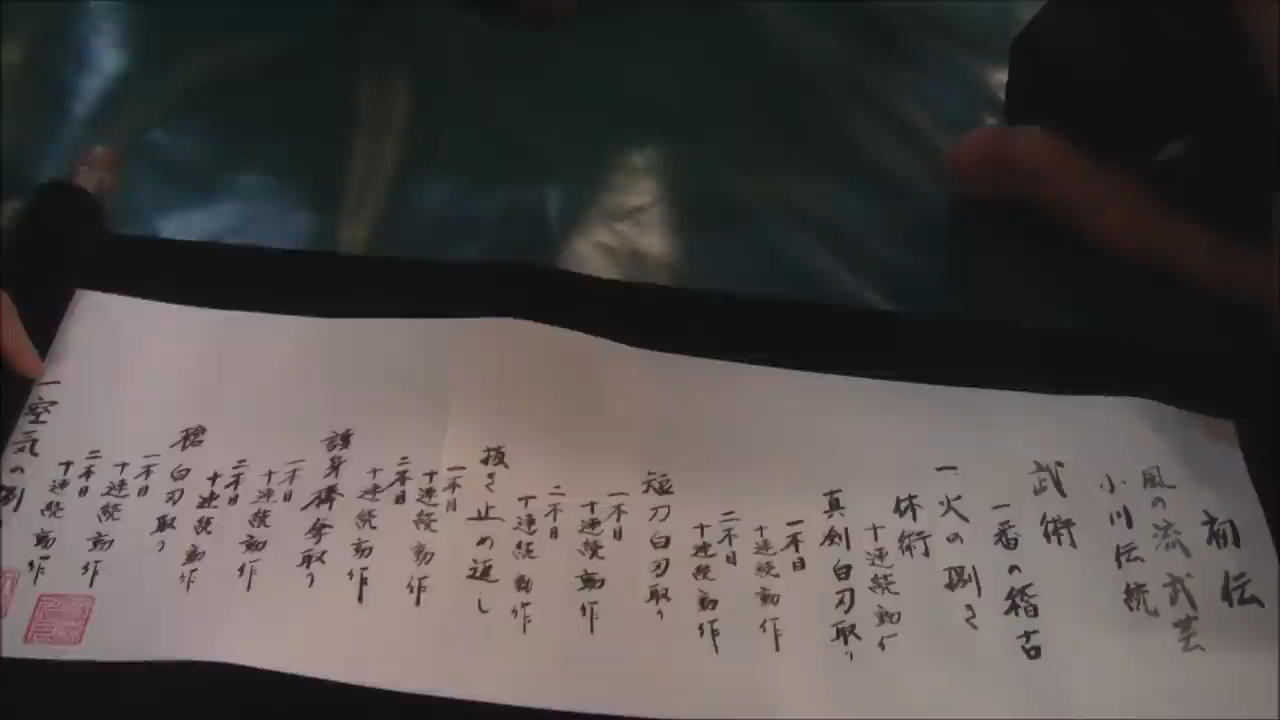 初伝
風の流武芸
小川伝統
武術
一番の稽古
一火の捌き
体術
十連続動作
真剣白刃取り
一本目
十連続動作
二本目
十連続動作
短刀白刃取り
一本目
十連続動作
二本目
十連続動作
抜き止め返し
一本目
十連続動作
二本目
十連続動作
護身
取り
一本目
十連続動作
二本目
十連続動作
槍白刃取り
一本目
十連続動作
二本目
十連続動作
一空気の捌